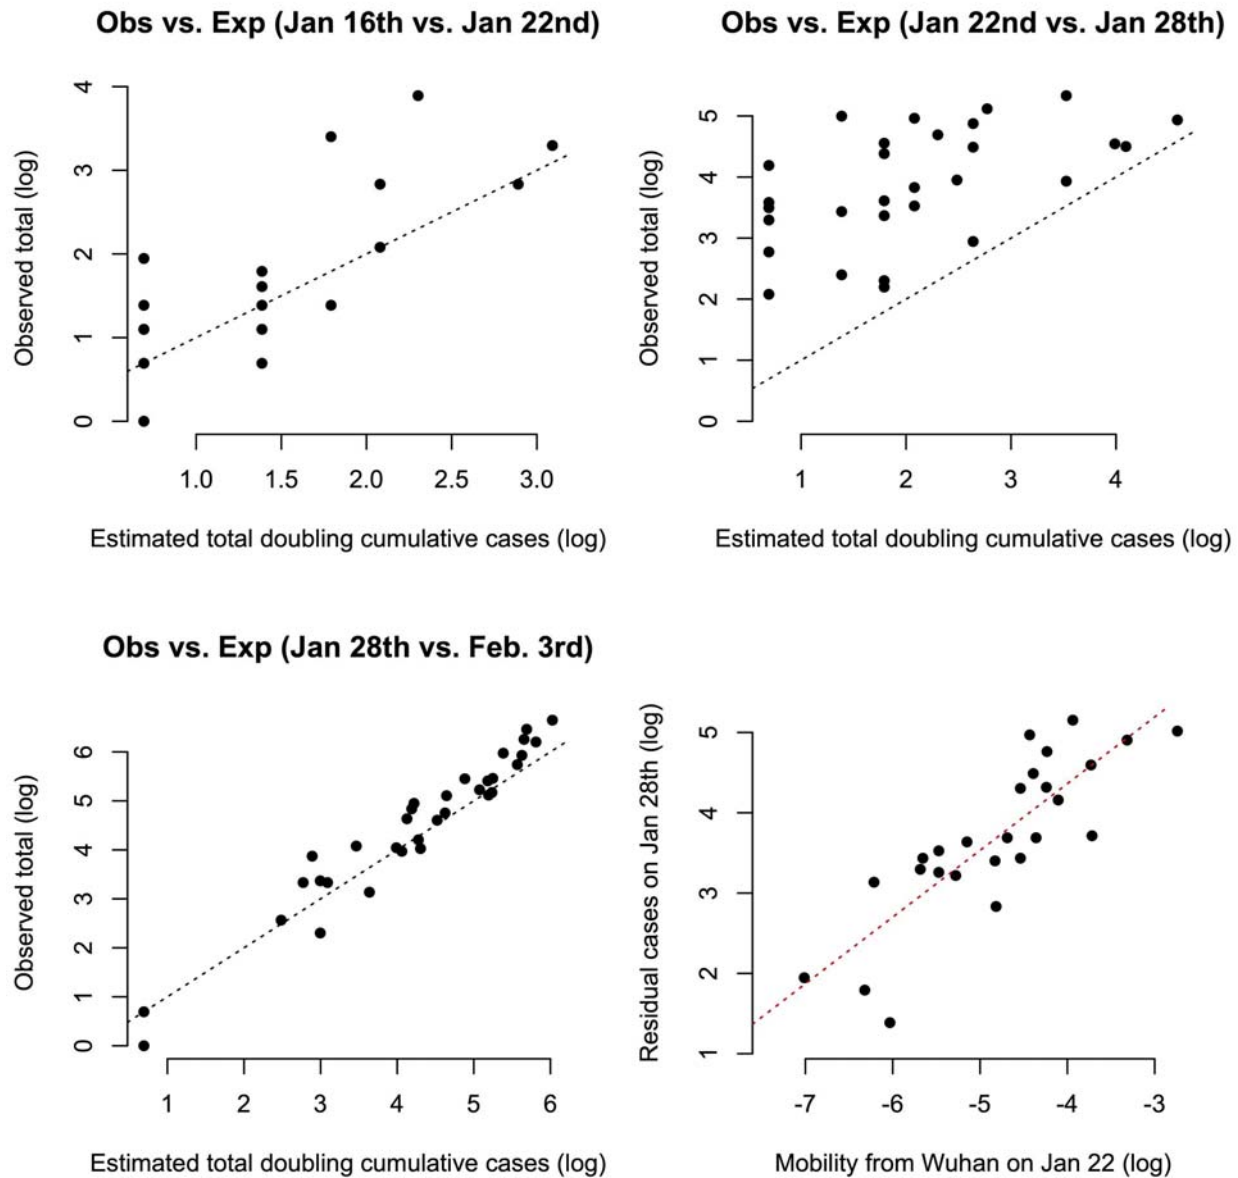 Obs vs. Exp (Jan 16th vs. Jan 22nd)
Observed total (log)
4
3
2
1
0
1.0 1.5 2.0 2.5 3.0
Estimated total doubling cumulative cases (log)
Obs vs. Exp (Jan 22nd vs. Jan 28th)
Observed total (log)
5
4
3
2
1
0
1 2 3 4
Estimated total doubling cumulative cases (log)
Obs vs. Exp (Jan 28th vs. Feb. 3rd)
Observed total (log)
6
5
4
3
2
1
0
1 2 3 4 5 6
Estimated total doubling cumulative cases (log)
Residual cases on Jan 28th (log)
5
4
3
2
1
-7 -6 -5 -4 -3
Mobility from Wuhan on Jan 22 (log)